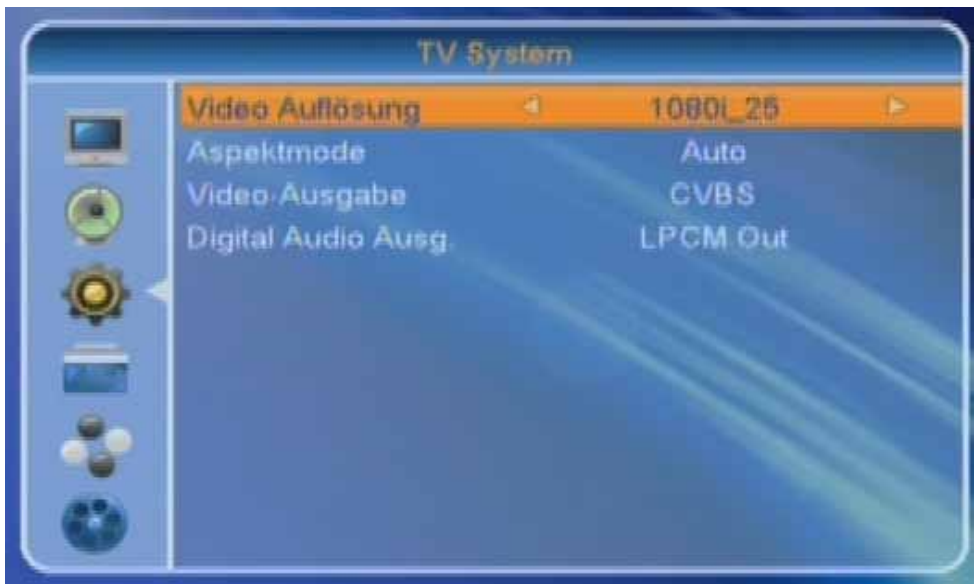 TV System
Video Auflösung 1080i_25
Aspektmode Auto
Video-Ausgabe CVBS
Digital Audio Ausg. LPCM Out